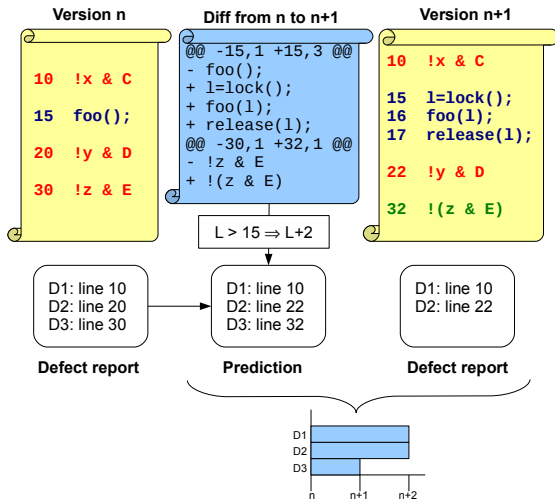 Version n
10 !x & C
15 foo();
20 !y & D
30 !z & E
Diff from n to n+1
@@ -15,1 +15,3 @@
- foo();
+ l=lock();
+ foo(l);
+ release(l);
@@ -30,1 +32,1 @@
- !z & E
+ !(z & E)
Version n+1
10 !x & C
15 l=lock();
16 foo(l);
17 release(l);
22 !y & D
32 !(z & E)
L > 15 ⇒ L+2
D1: line 10
D2: line 20
D3: line 30
Defect report
D1: line 10
D2: line 22
D3: line 32
Prediction
D1: line 10
D2: line 22
Defect report
D1
D2
D3
n n+1 n+2